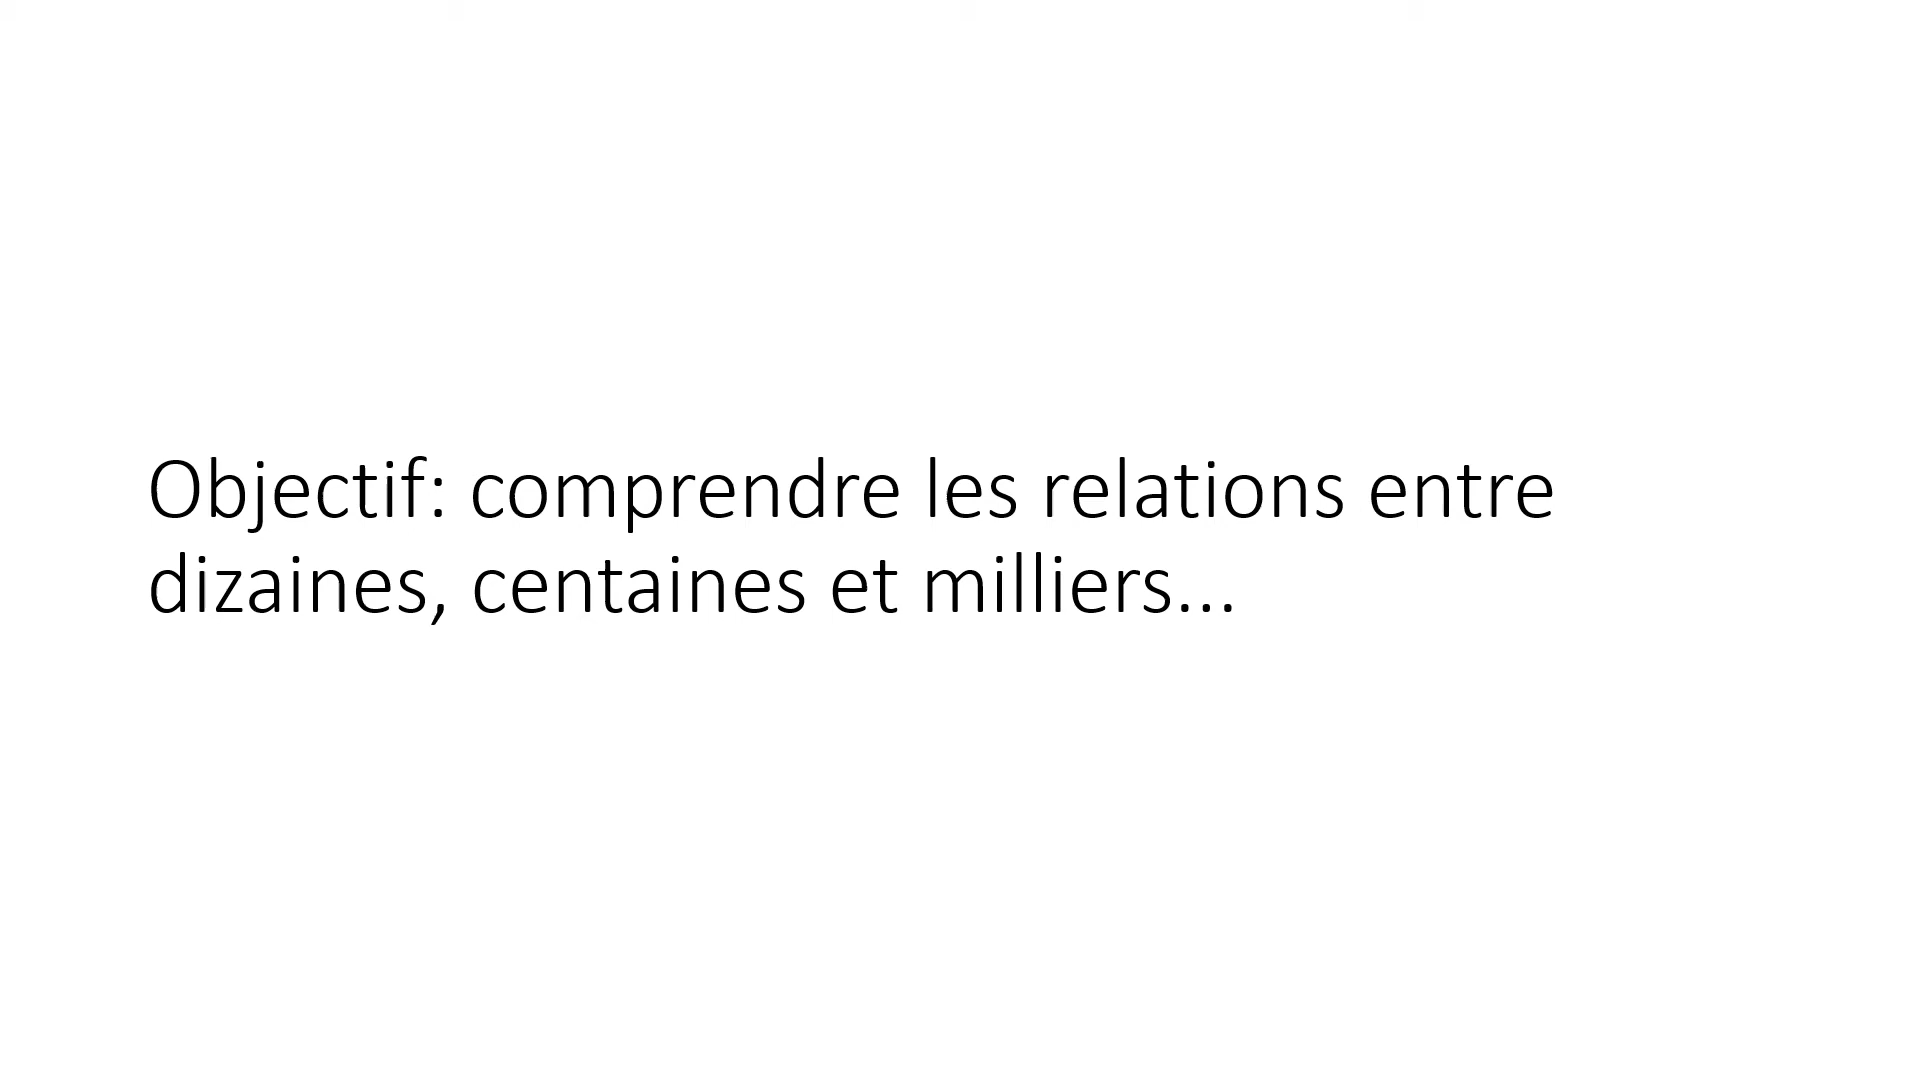 Objectif: comprendre les relations entre
dizaines, centaines et milliers...